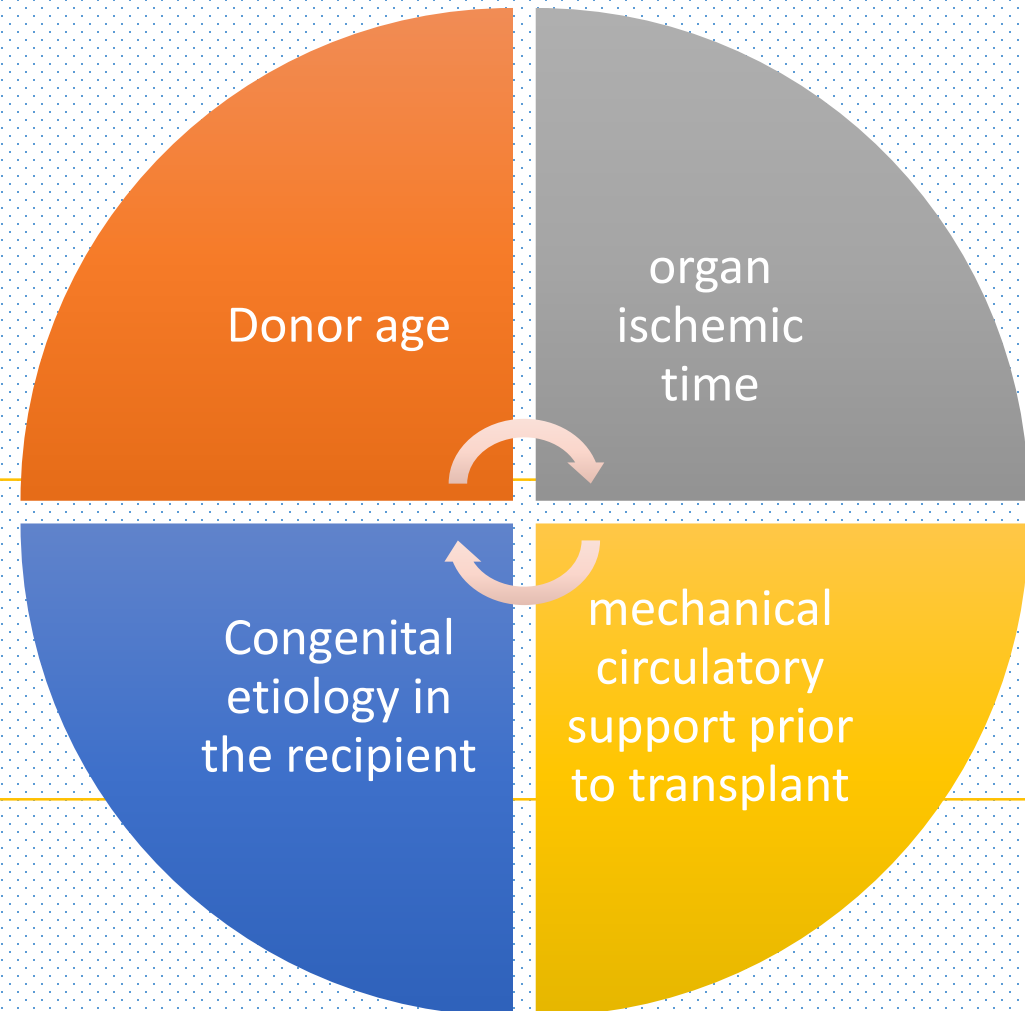 Donor age
organ
ischemic
time
Congenital
etiology in
the recipient
mechanical
circulatory
support prior
to transplant